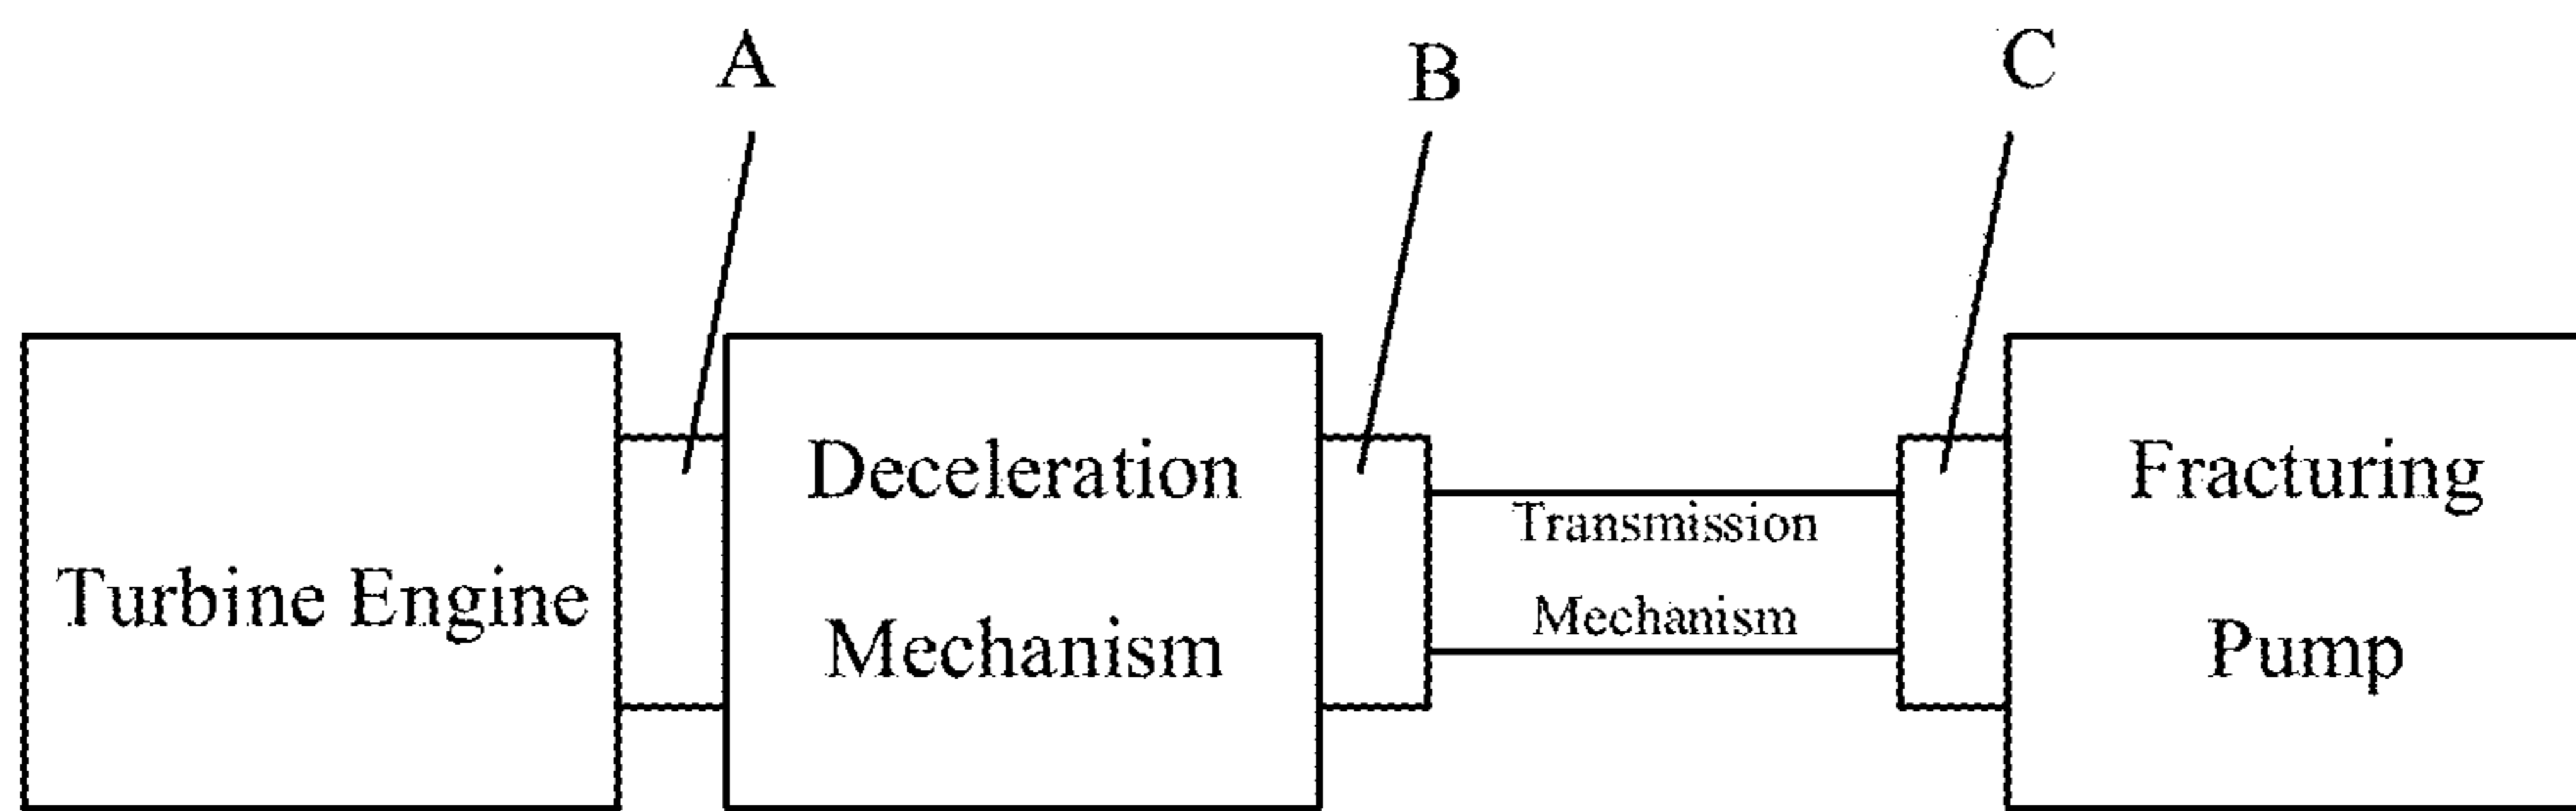 A
B
C
Turbine Engine
Deceleration
Mechanism
Transmission
Mechanism
Fracturing
Pump